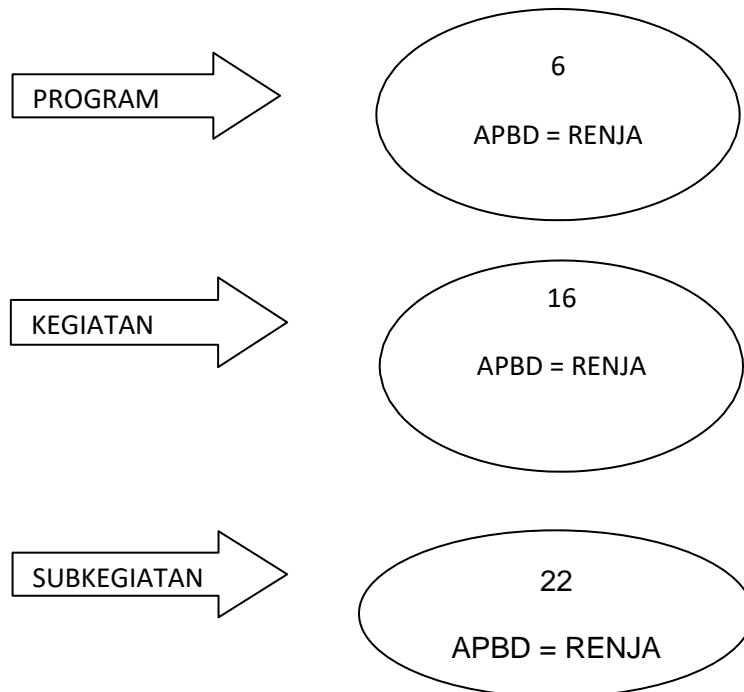 PROGRAM
6
APBD = RENJA
KEGIATAN
16
APBD = RENJA
SUBKEGIATAN
22
APBD = RENJA